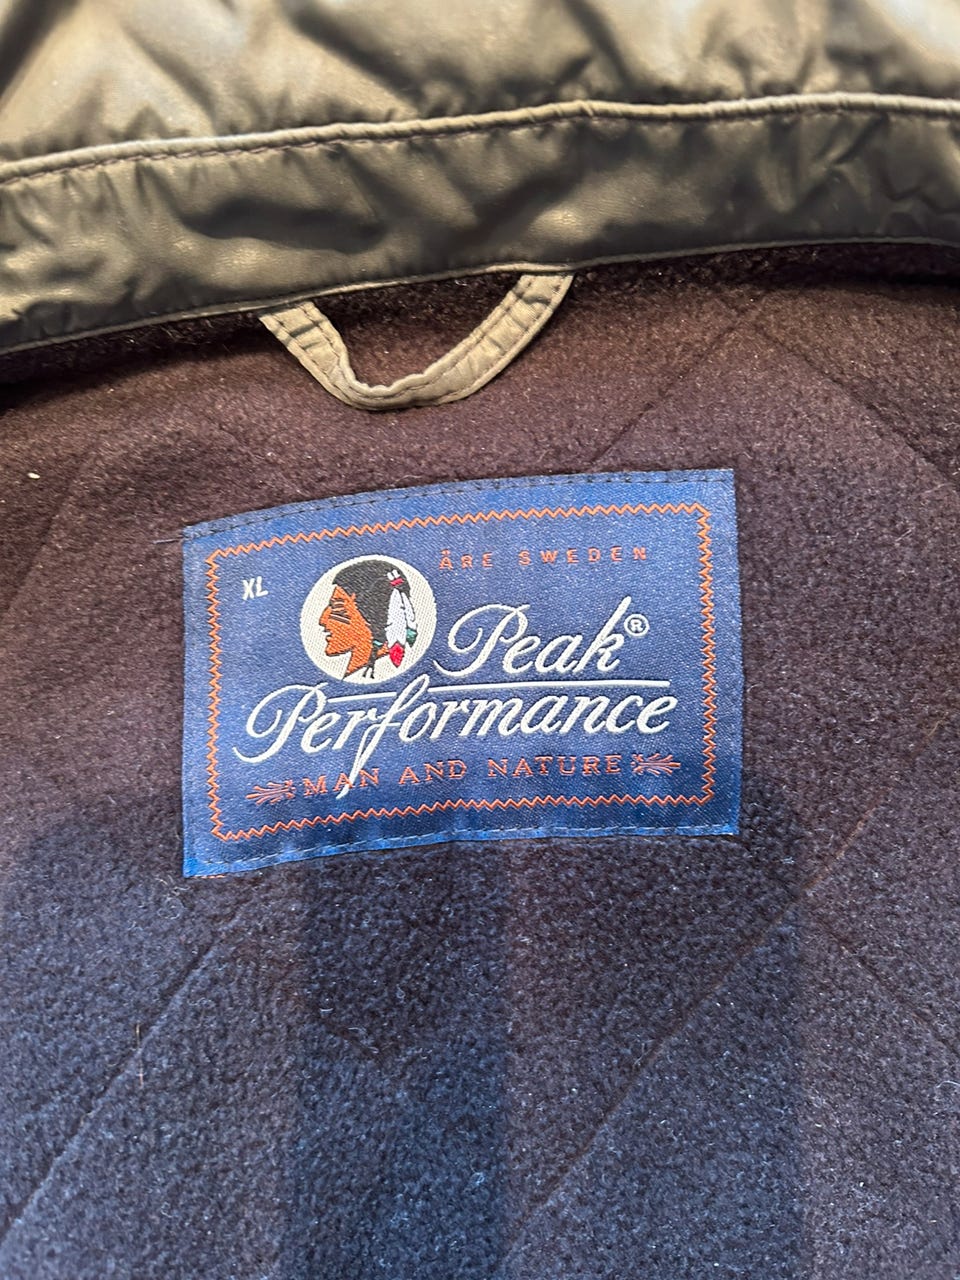 XL
ÅRE SWEDEN
Peak®
Performance
MAN AND NATURE